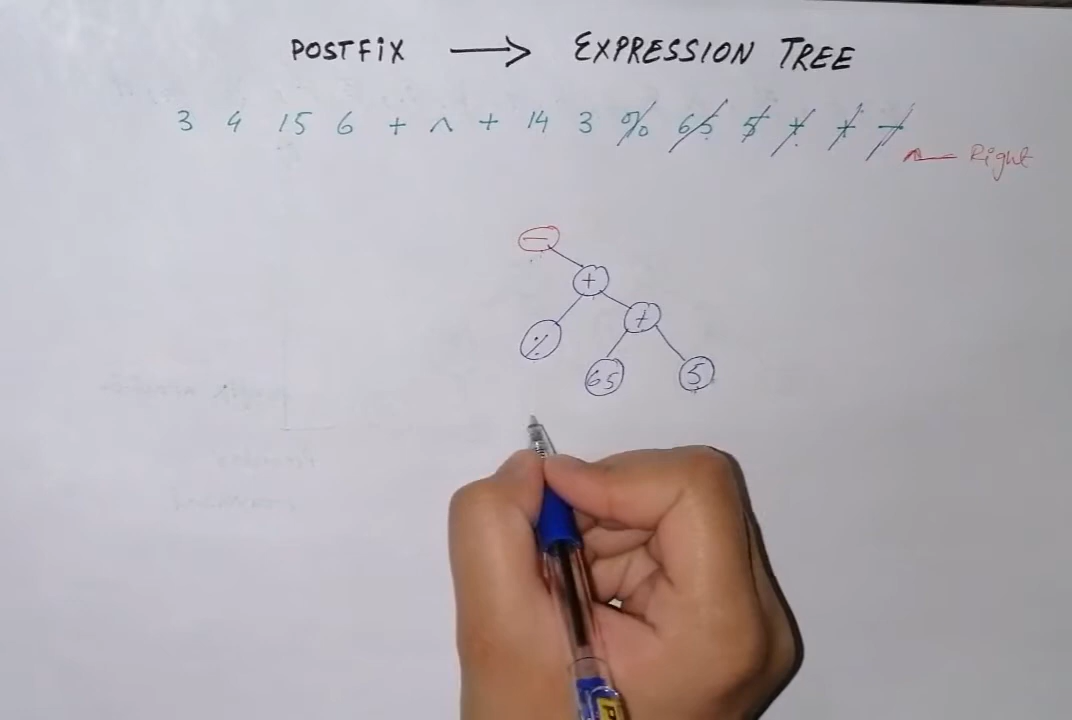 POSTFIX → EXPRESSION TREE
3 4 15 6 + ^ + 14 3 % 65 5 + + -
Right
-
+
% +
65 5